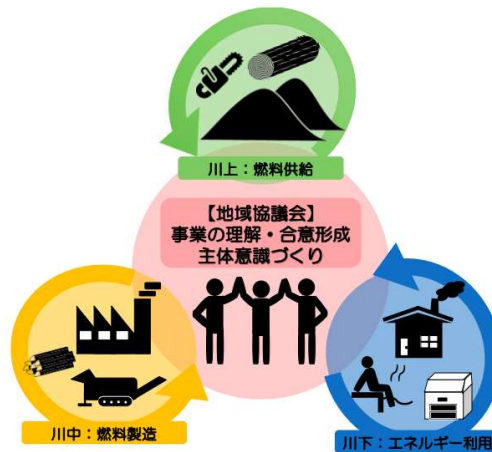 川上：燃料供給
【地域協議会】
事業の理解・合意形成
主体意識づくり
川中：燃料製造
川下：エネルギー利用